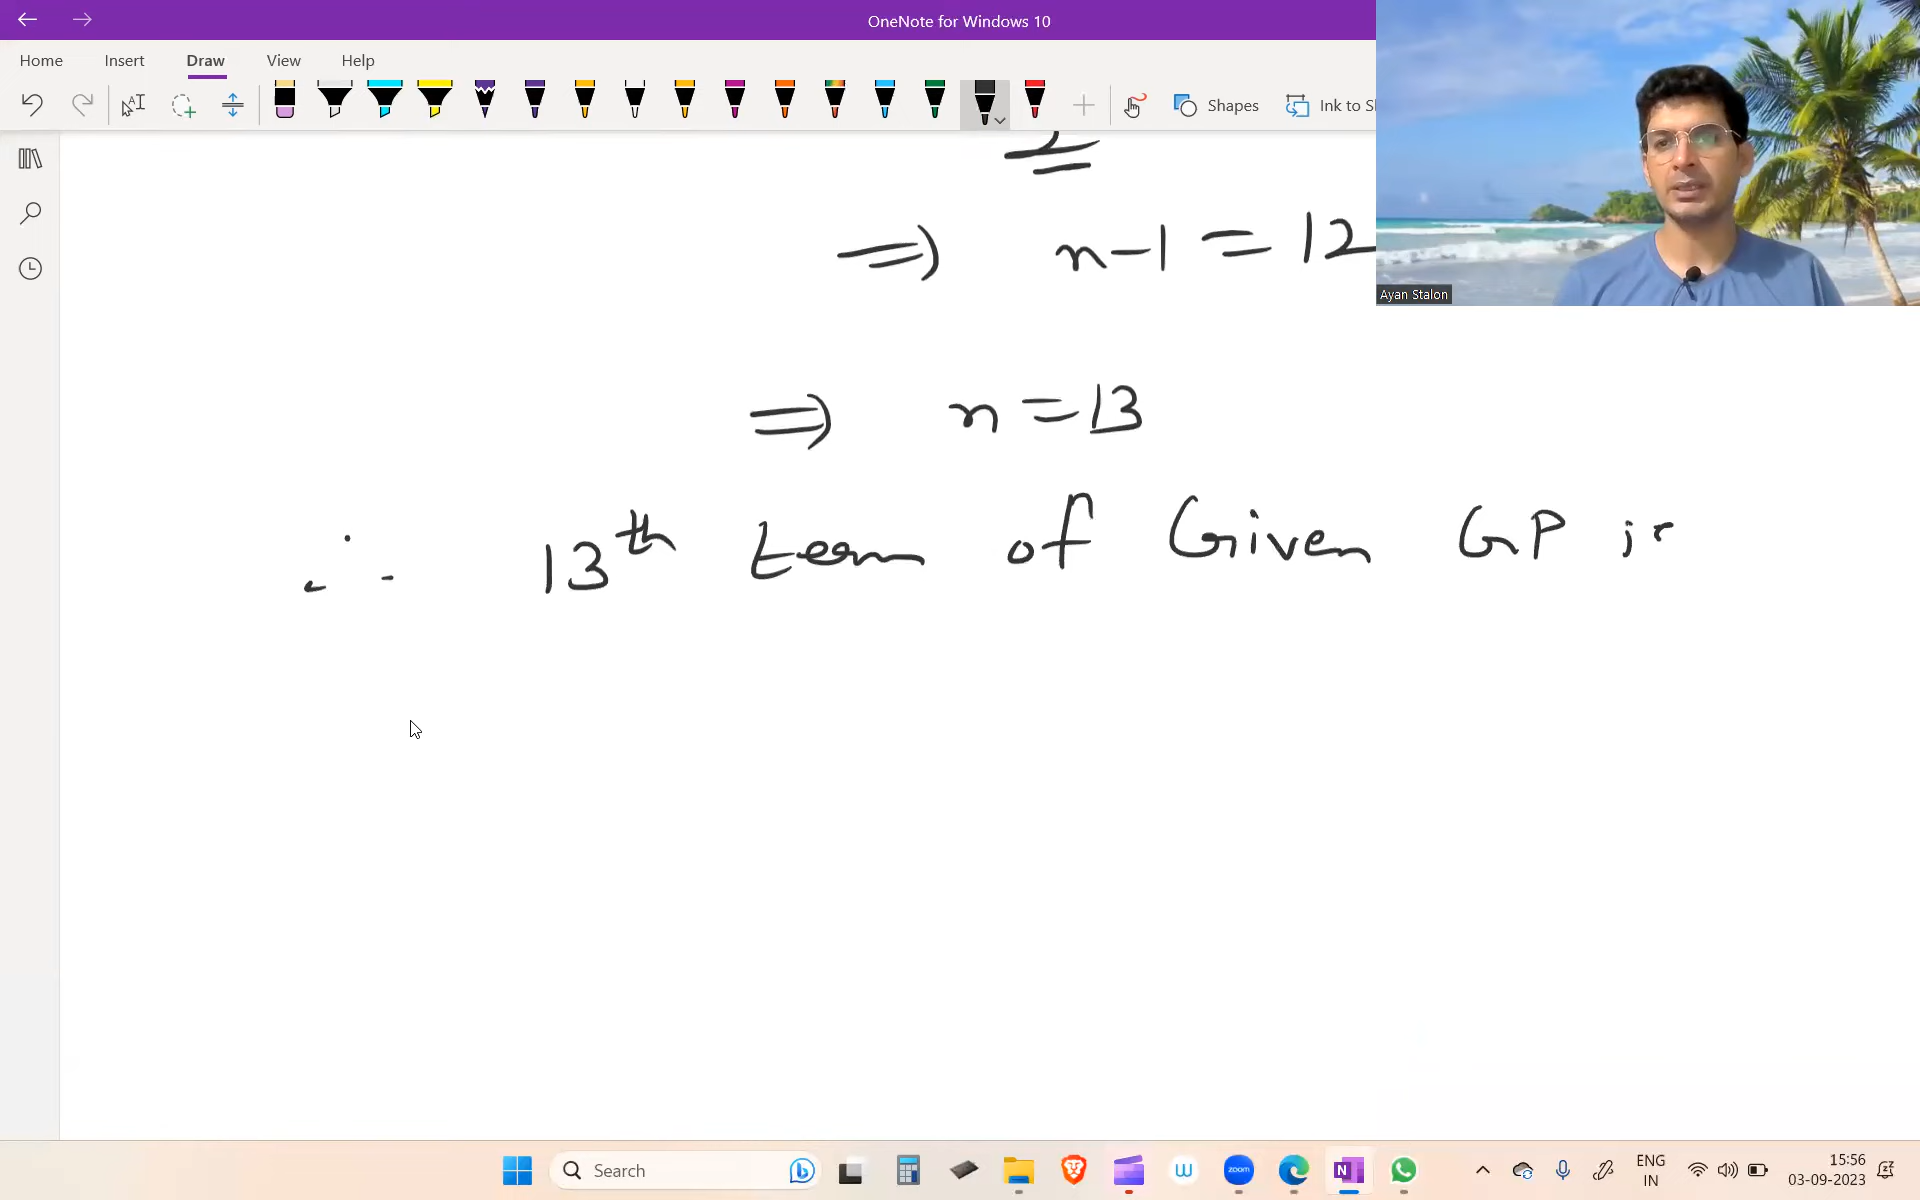 OneNote for Windows 10
Home Insert Draw View Help
Shapes Ink to S
⇒ n-1 = 12
Ayan Stalon
⇒ n = 13
∴ 13th term of Given GP is
Search
zoom
ENG
IN
15:56
03-09-2023